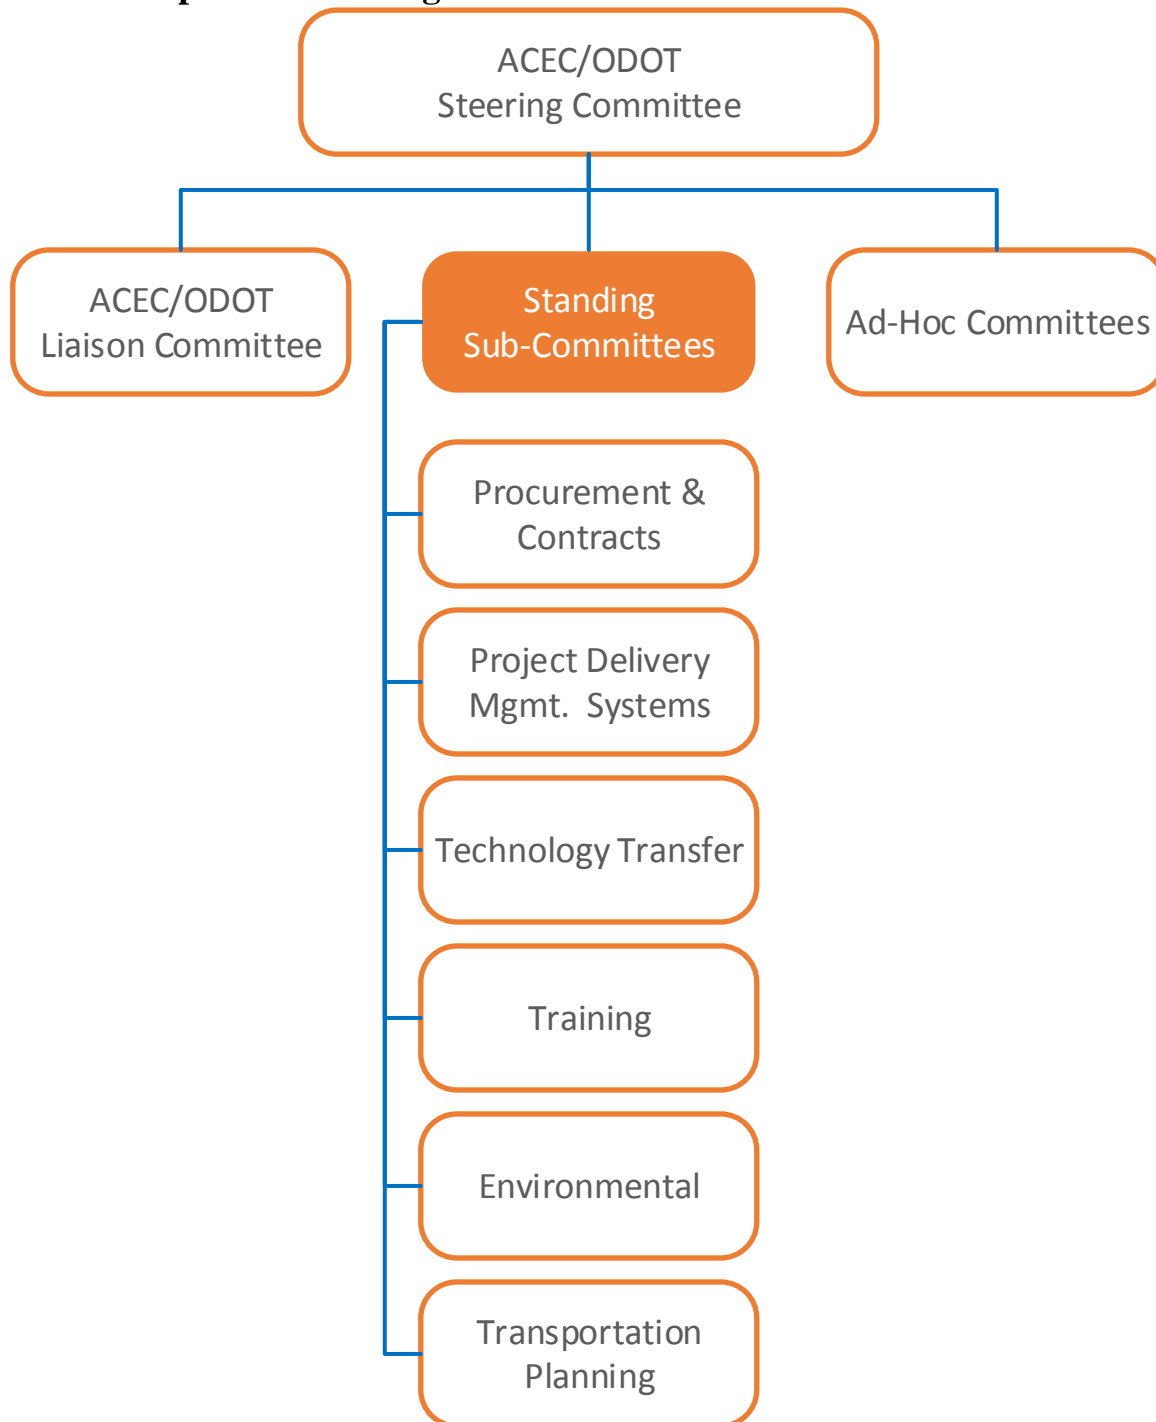 ACEC/ODOT
Steering Committee
ACEC/ODOT
Liaison Committee
Standing
Sub-Committees
Ad-Hoc Committees
Procurement &
Contracts
Project Delivery
Mgmt.  Systems
Technology Transfer
Training
Environmental
Transportation
Planning